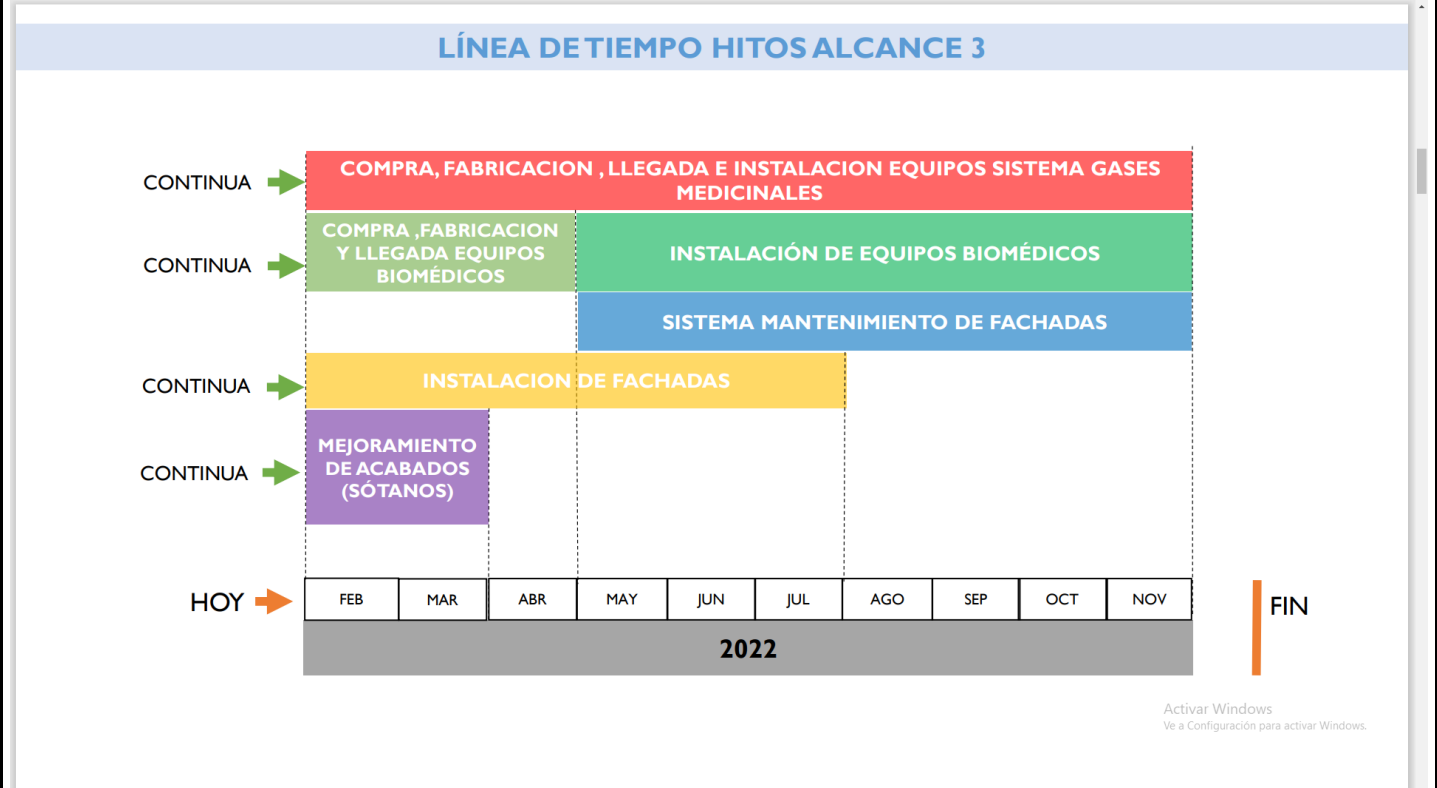 LÍNEA DE TIEMPO HITOS ALCANCE 3
CONTINUA
COMPRA, FABRICACION , LLEGADA E INSTALACION EQUIPOS SISTEMA GASES
MEDICINALES
CONTINUA
COMPRA ,FABRICACION
Y LLEGADA EQUIPOS
BIOMÉDICOS
INSTALACIÓN DE EQUIPOS BIOMÉDICOS
SISTEMA MANTENIMIENTO DE FACHADAS
CONTINUA
INSTALACION DE FACHADAS
CONTINUA
MEJORAMIENTO
DE ACABADOS
(SÓTANOS)
HOY
FEB MAR ABR MAY JUN JUL AGO SEP OCT NOV
FIN
2022
Activar Windows
Ve a Configuración para activar Windows.